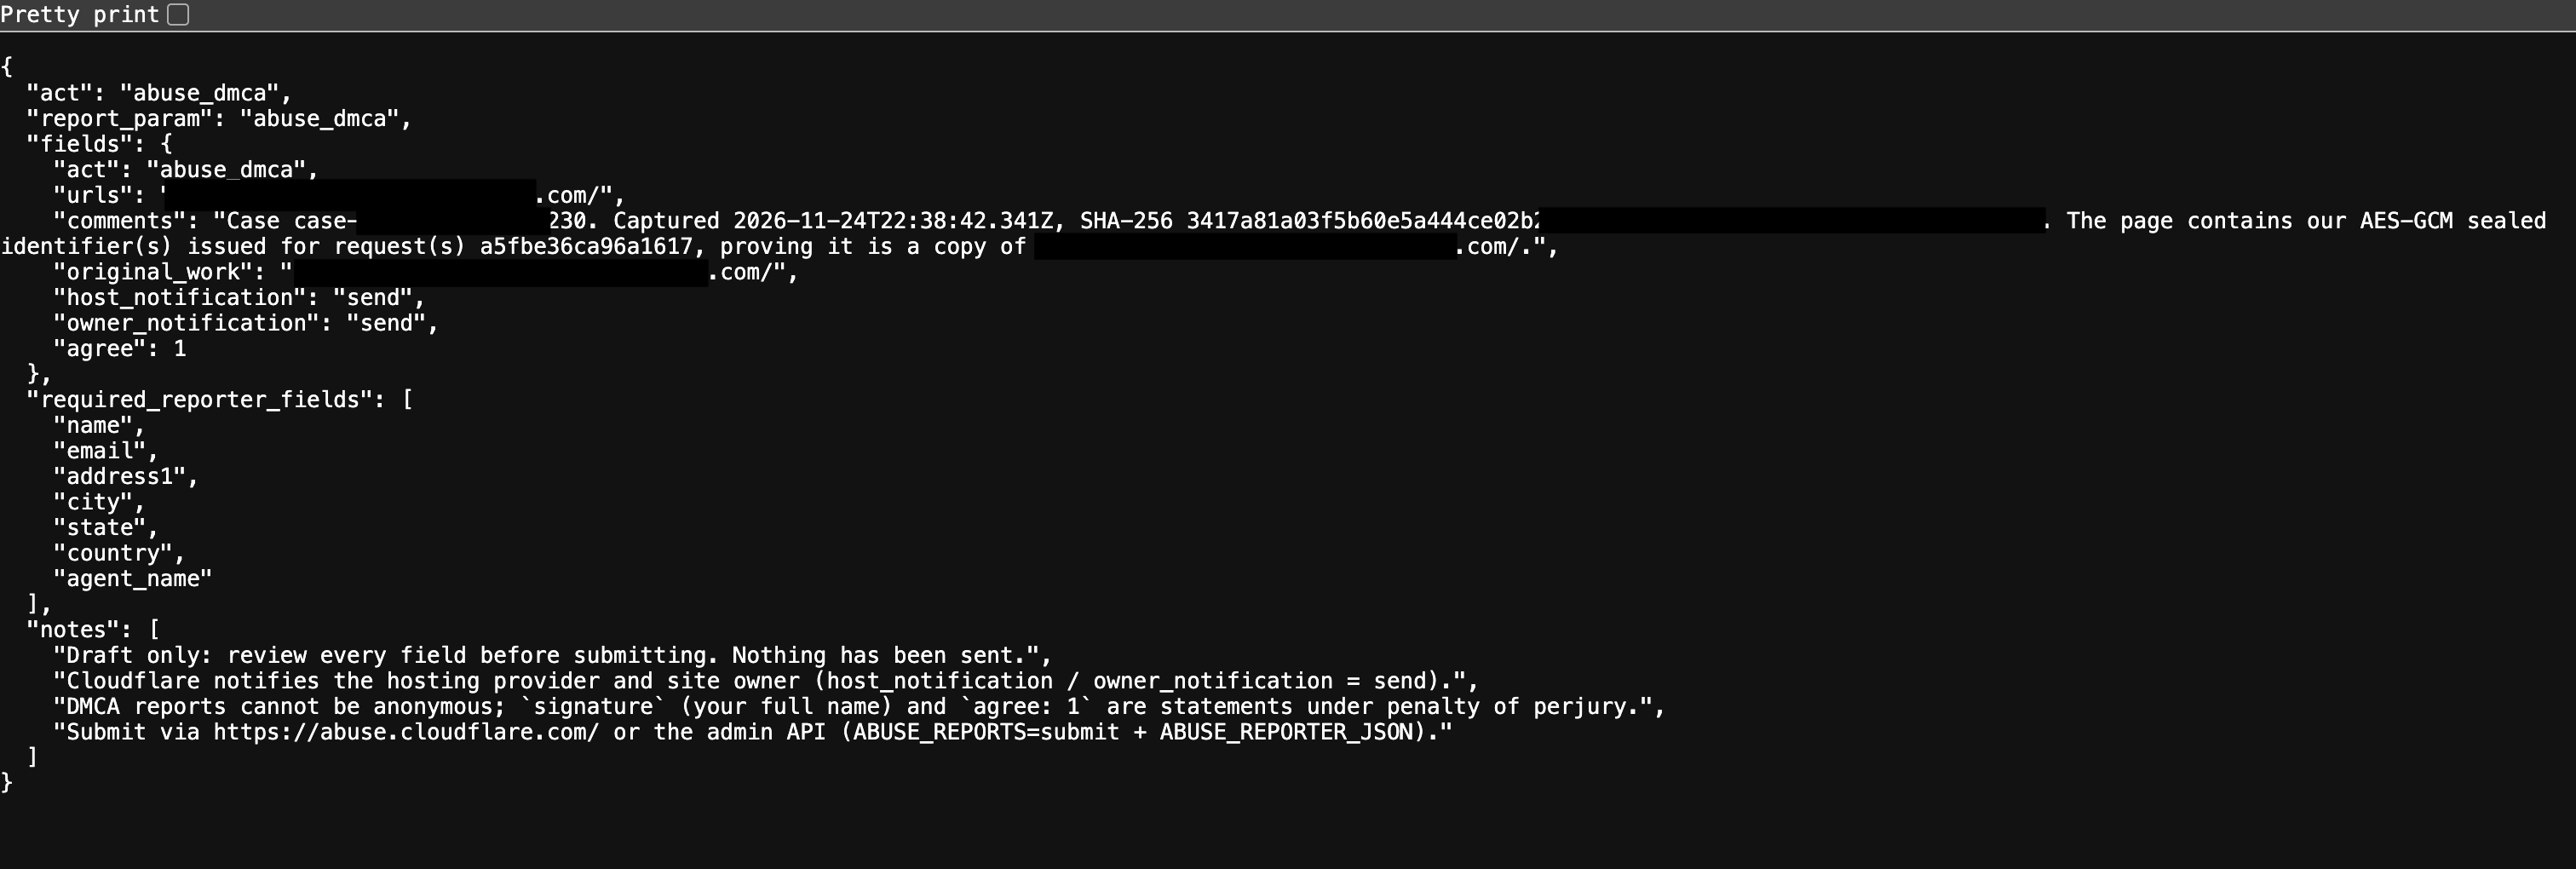 Pretty print
{
  "act": "abuse_dmca",
  "report_param": "abuse_dmca",
  "fields": {
    "act": "abuse_dmca",
    "urls": " .com/",
    "comments": "Case case- 230. Captured 2026-11-24T22:38:42.341Z, SHA-256 3417a81a03f5b60e5a444ce02b . The page contains our AES-GCM sealed
identifier(s) issued for request(s) a5fbe36ca96a1617, proving it is a copy of .com/.",
    "original_work": " .com/",
    "host_notification": "send",
    "owner_notification": "send",
    "agree": 1
  },
  "required_reporter_fields": [
    "name",
    "email",
    "address1",
    "city",
    "state",
    "country",
    "agent_name"
  ],
  "notes": [
    "Draft only: review every field before submitting. Nothing has been sent.",
    "Cloudflare notifies the hosting provider and site owner (host_notification / owner_notification = send).",
    "DMCA reports cannot be anonymous; `signature` (your full name) and `agree: 1` are statements under penalty of perjury.",
    "Submit via https://abuse.cloudflare.com/ or the admin API (ABUSE_REPORTS=submit + ABUSE_REPORTER_JSON)."
  ]
}